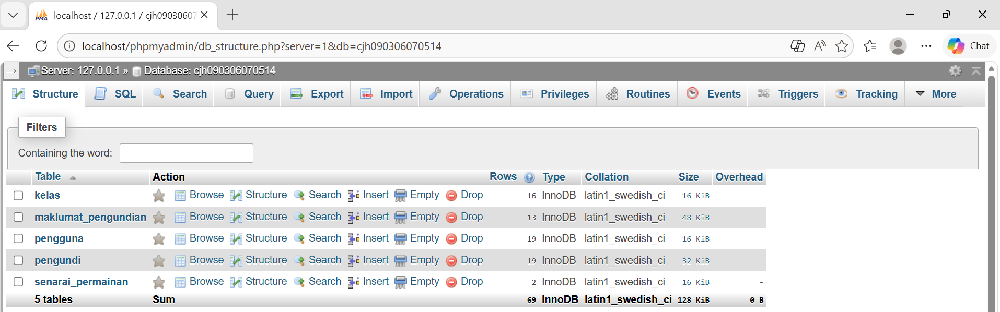 localhost / 127.0.0.1 / cjh09030607
localhost/phpmyadmin/db_structure.php?server=1&db=cjh090306070514
Chat
Server: 127.0.0.1 » Database: cjh090306070514
Structure SQL Search Query Export Import Operations Privileges Routines Events Triggers Tracking More
Filters
Containing the word:
Table Action Rows Type Collation Size Overhead
kelas Browse Structure Search Insert Empty Drop 16 InnoDB latin1_swedish_ci 16 KiB -
maklumat_pengundian Browse Structure Search Insert Empty Drop 13 InnoDB latin1_swedish_ci 48 KiB -
pengguna Browse Structure Search Insert Empty Drop 19 InnoDB latin1_swedish_ci 16 KiB -
pengundi Browse Structure Search Insert Empty Drop 19 InnoDB latin1_swedish_ci 32 KiB -
senarai_permainan Browse Structure Search Insert Empty Drop 2 InnoDB latin1_swedish_ci 16 KiB -
5 tables Sum 69 InnoDB latin1_swedish_ci 128 KiB 0 B